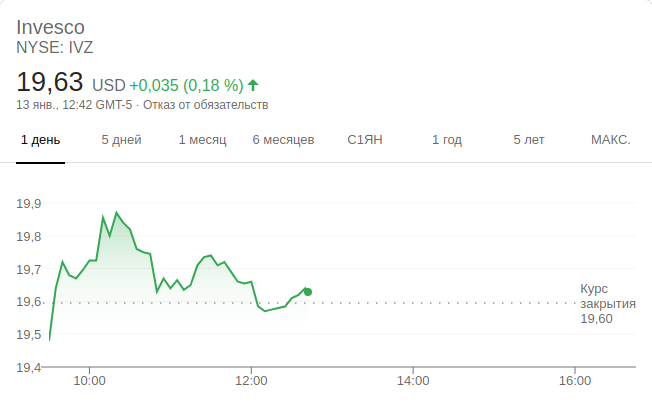 Invesco
NYSE: IVZ
19,63 USD +0,035 (0,18 %)
13 янв., 12:42 GMT-5 · Отказ от обязательств
1 день 5 дней 1 месяц 6 месяцев С1ЯН 1 год 5 лет МАКС.
19,9
19,8
19,7
19,6
19,5
19,4
Курс
закрытия
19,60
10:00 12:00 14:00 16:00